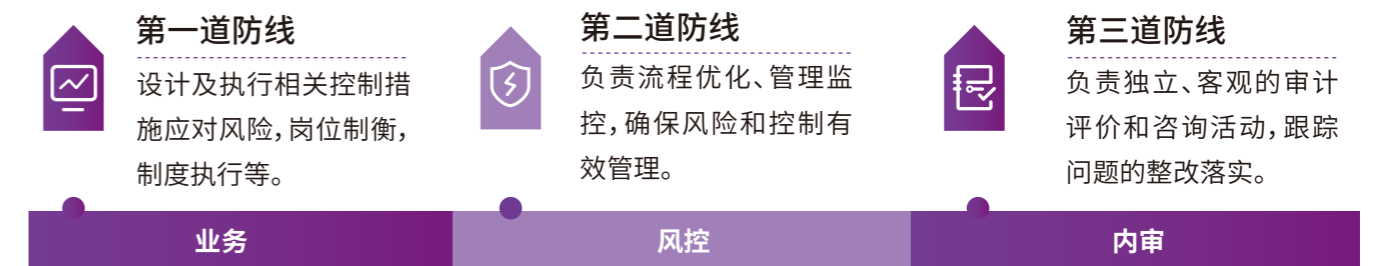 第一道防线
设计及执行相关控制措
施应对风险，岗位制衡，
制度执行等。
第二道防线
负责流程优化、管理监
控，确保风险和控制有
效管理。
第三道防线
负责独立、客观的审计
评价和咨询活动，跟踪
问题的整改落实。
业务
风控
内审